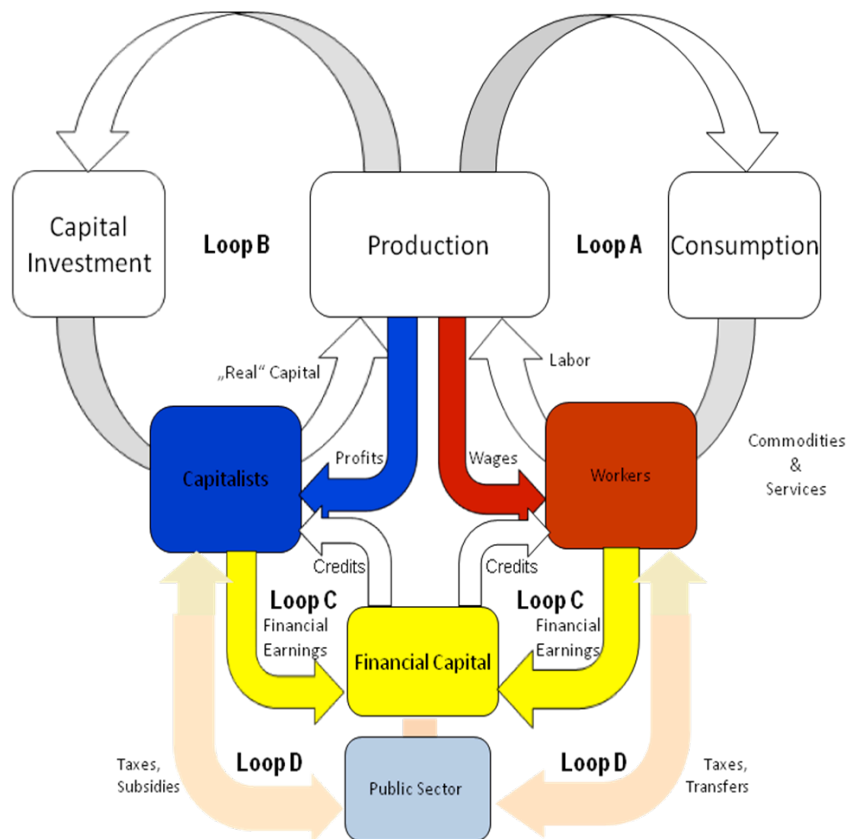 Capital
Investment
Loop B
Production
Loop A
Consumption
„Real“ Capital
Labor
Capitalists
Profits
Wages
Workers
Commodities
&
Services
Credits
Credits
Loop C
Financial
Earnings
Loop C
Financial
Earnings
Financial Capital
Taxes,
Subsidies
Loop D
Public Sector
Loop D
Taxes,
Transfers